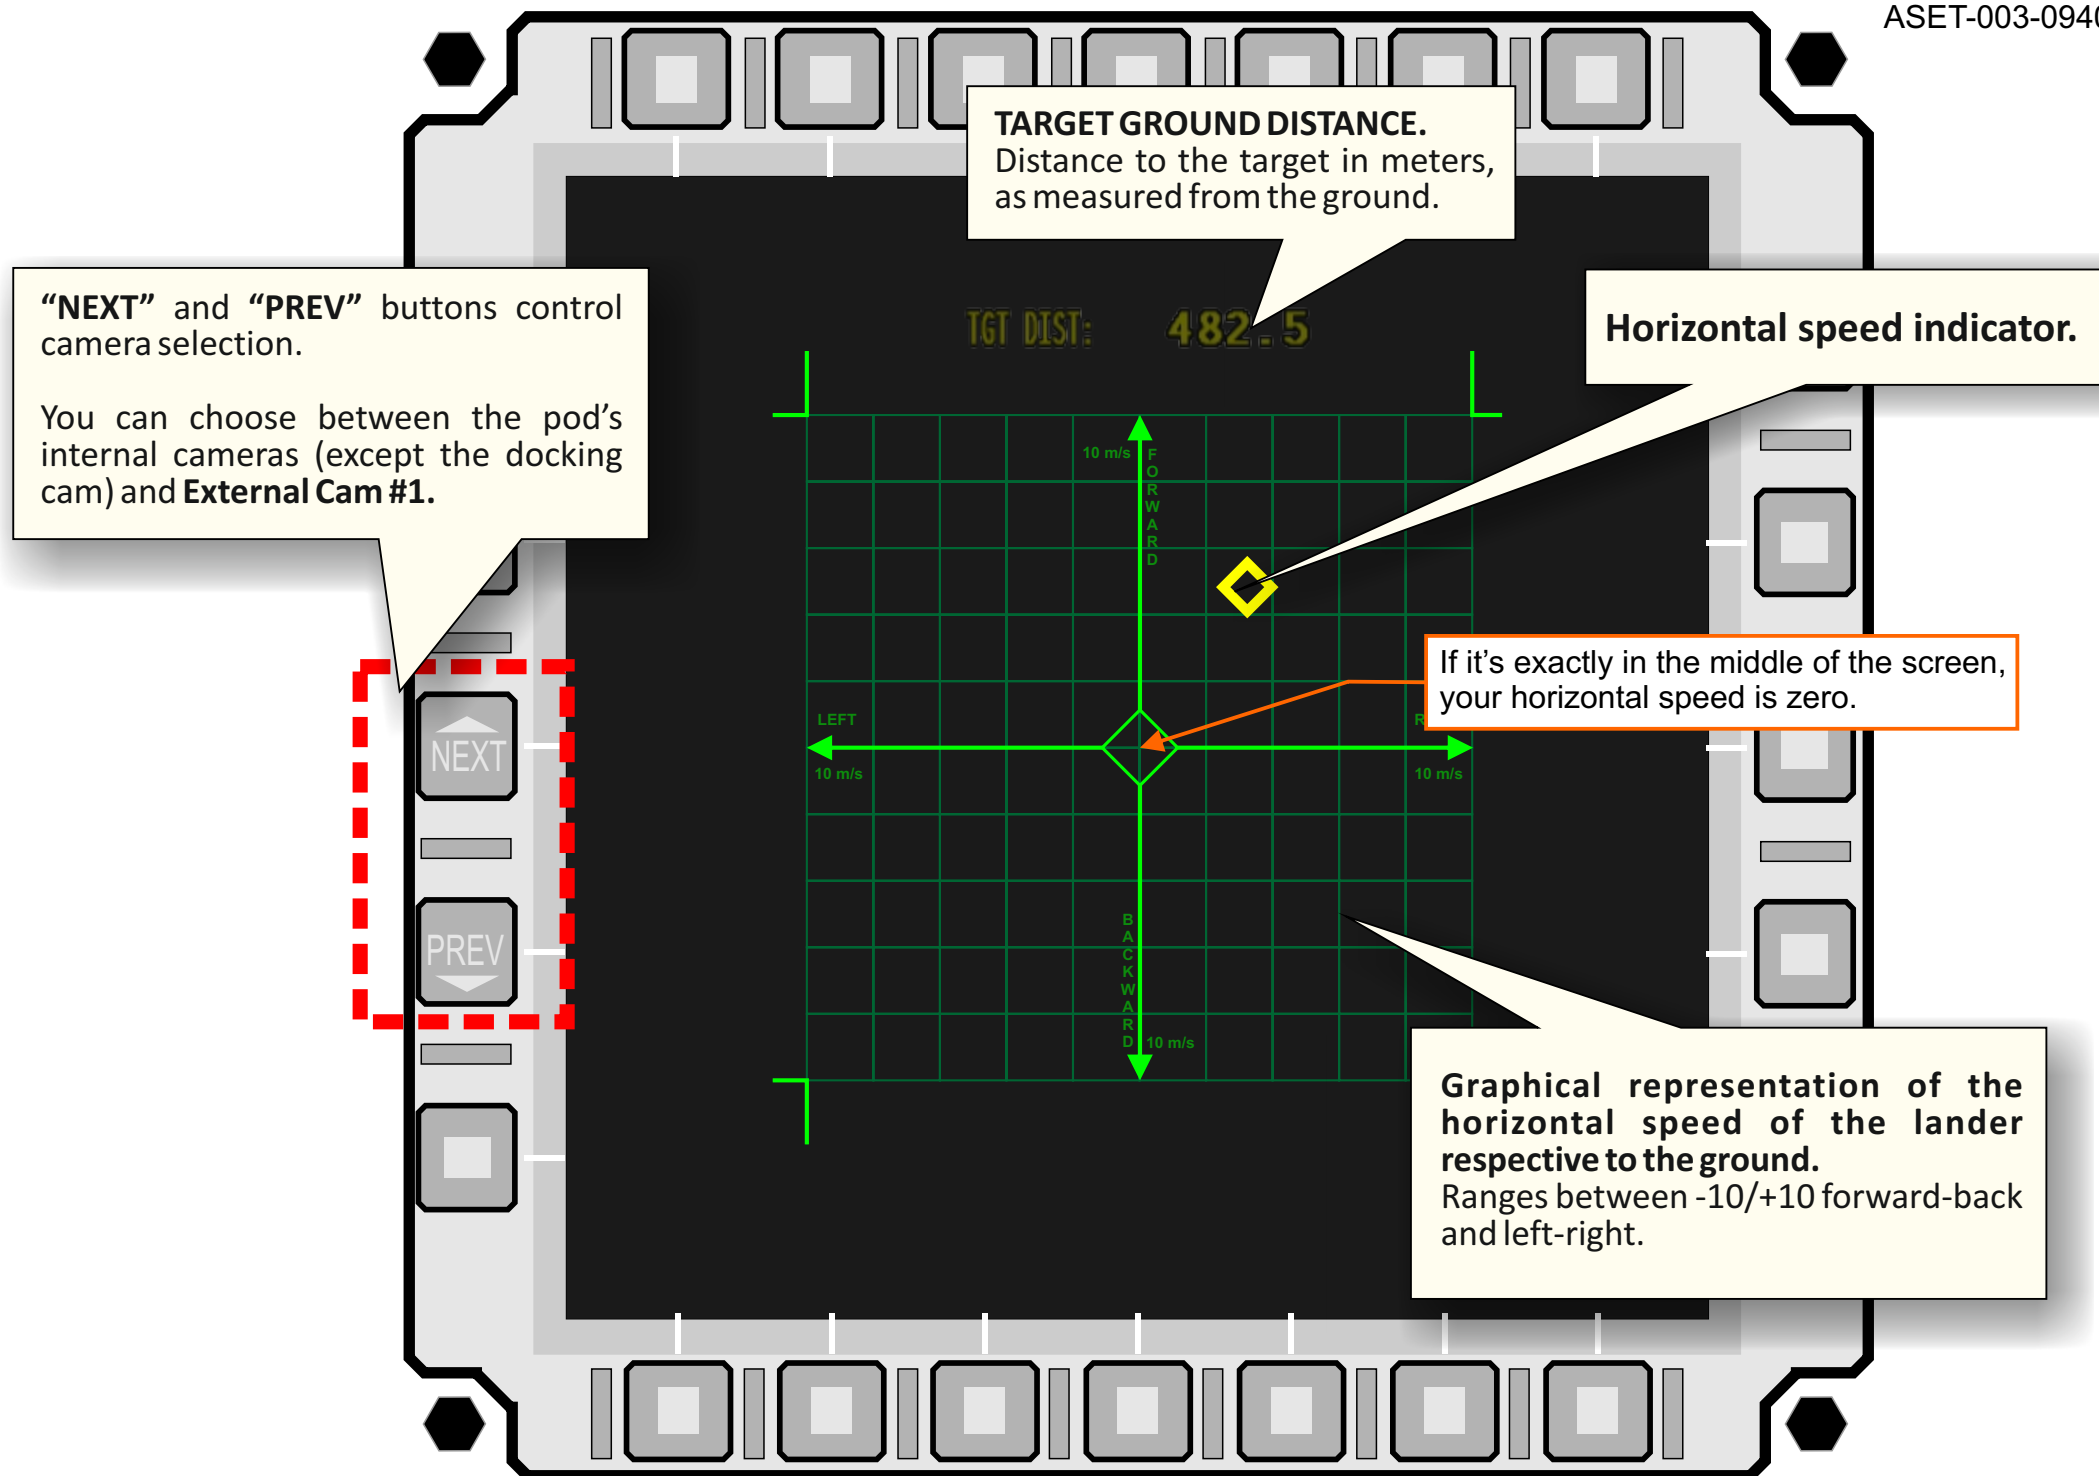 ASET-003-0940
TARGET GROUND DISTANCE.
Distance to the target in meters,
as measured from the ground.
“NEXT” and “PREV” buttons control
camera selection.
You can choose between the pod’s
internal cameras (except the docking
cam) and External Cam #1.
TGT DIST: 482.5
Horizontal speed indicator.
10 m/s
FORWARD
If it’s exactly in the middle of the screen,
your horizontal speed is zero.
LEFT
10 m/s
10 m/s
NEXT
PREV
BACKWARD
10 m/s
Graphical representation of the
horizontal speed of the lander
respective to the ground.
Ranges between -10/+10 forward-back
and left-right.